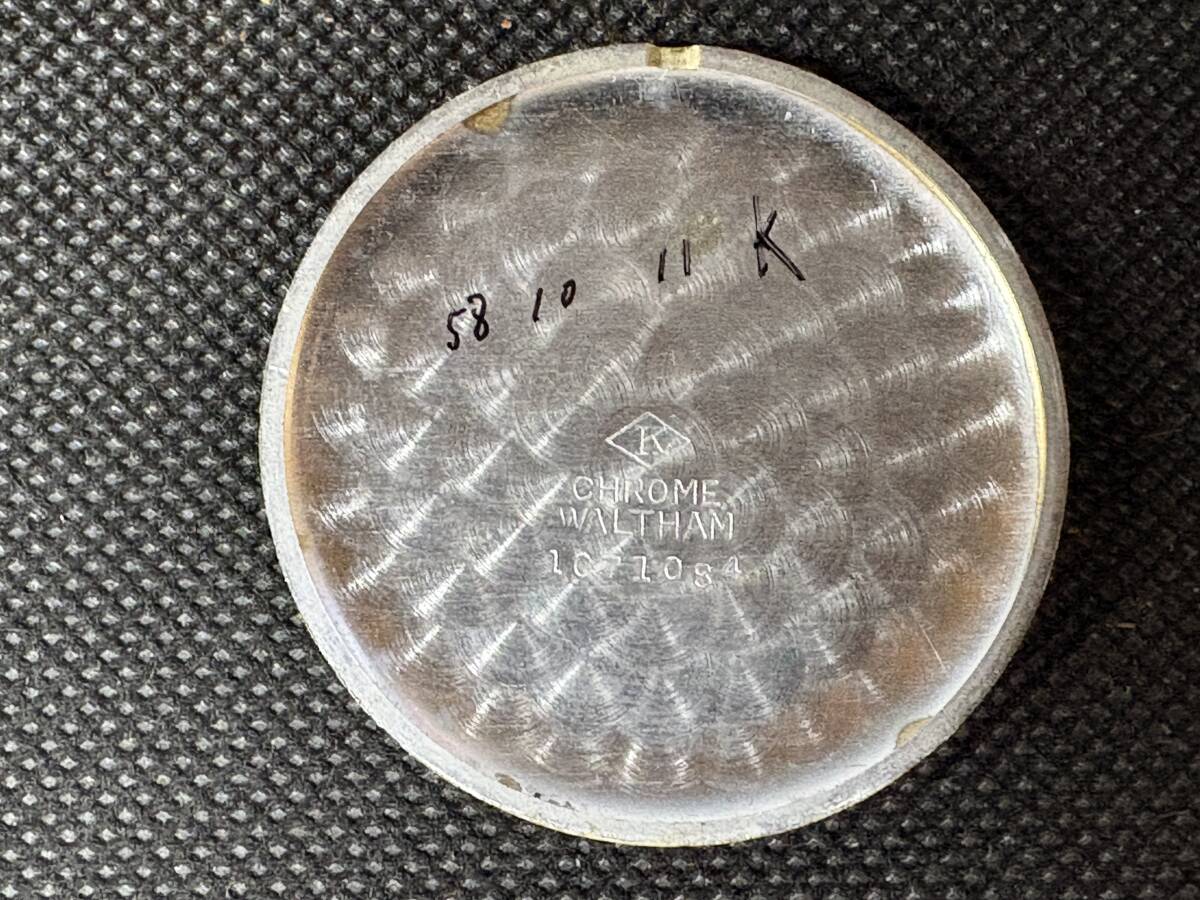 58 10 11 K
K
CHROME
WALTHAM